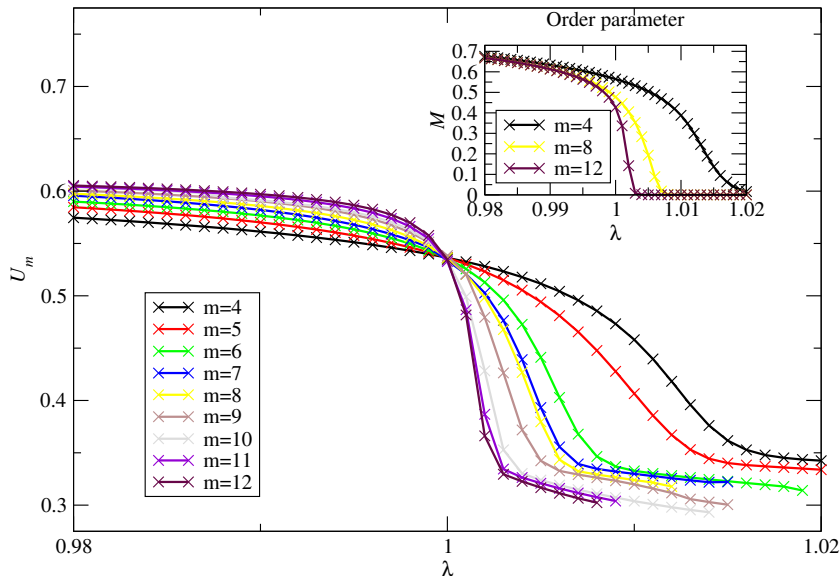 Order parameter
0.7
0.6
0.5
0.4
0.3
0.2
0.1
0
M
m=4
m=8
m=12
0.98 0.99 1 1.01 1.02
λ
0.7
0.6
0.5
0.4
0.3
U_m
m=4
m=5
m=6
m=7
m=8
m=9
m=10
m=11
m=12
0.98 1 1.02
λ